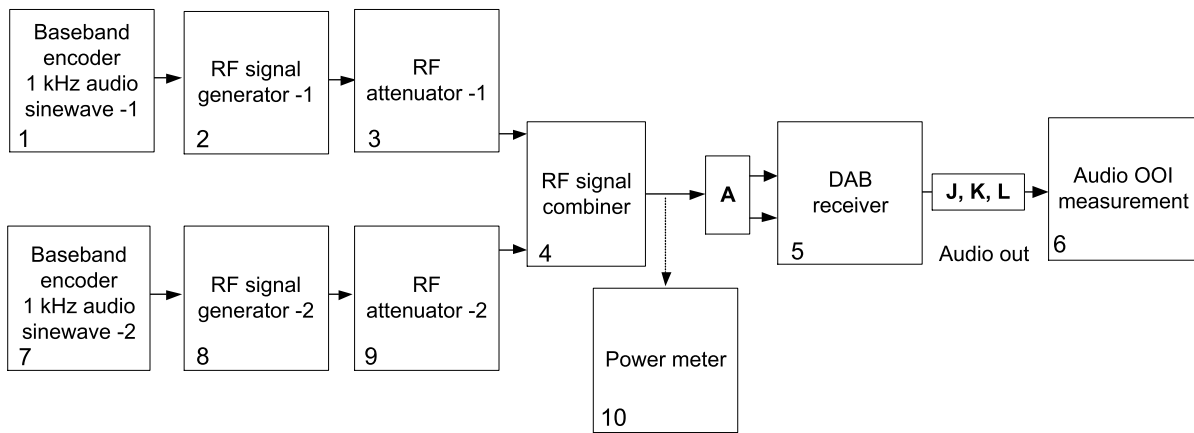 Baseband
encoder
1 kHz audio
sinewave -1
1
RF signal
generator -1
2
RF
attenuator -1
3
RF signal
combiner
4
A
DAB
receiver
5
J, K, L
Audio out
Audio OOI
measurement
6
Baseband
encoder
1 kHz audio
sinewave -2
7
RF signal
generator -2
8
RF
attenuator -2
9
Power meter
10